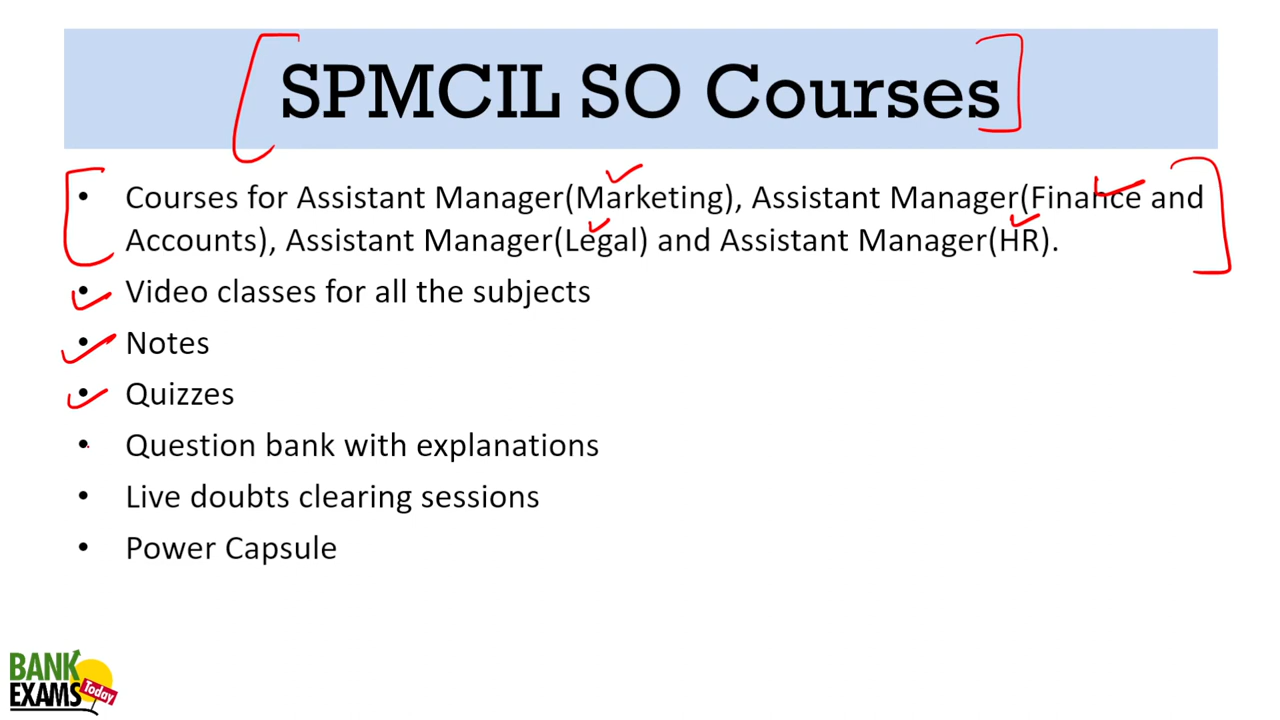 SPMCIL SO Courses
• Courses for Assistant Manager(Marketing), Assistant Manager(Finance and
Accounts), Assistant Manager(Legal) and Assistant Manager(HR).
• Video classes for all the subjects
• Notes
• Quizzes
• Question bank with explanations
• Live doubts clearing sessions
• Power Capsule
BANK
EXAMS Today